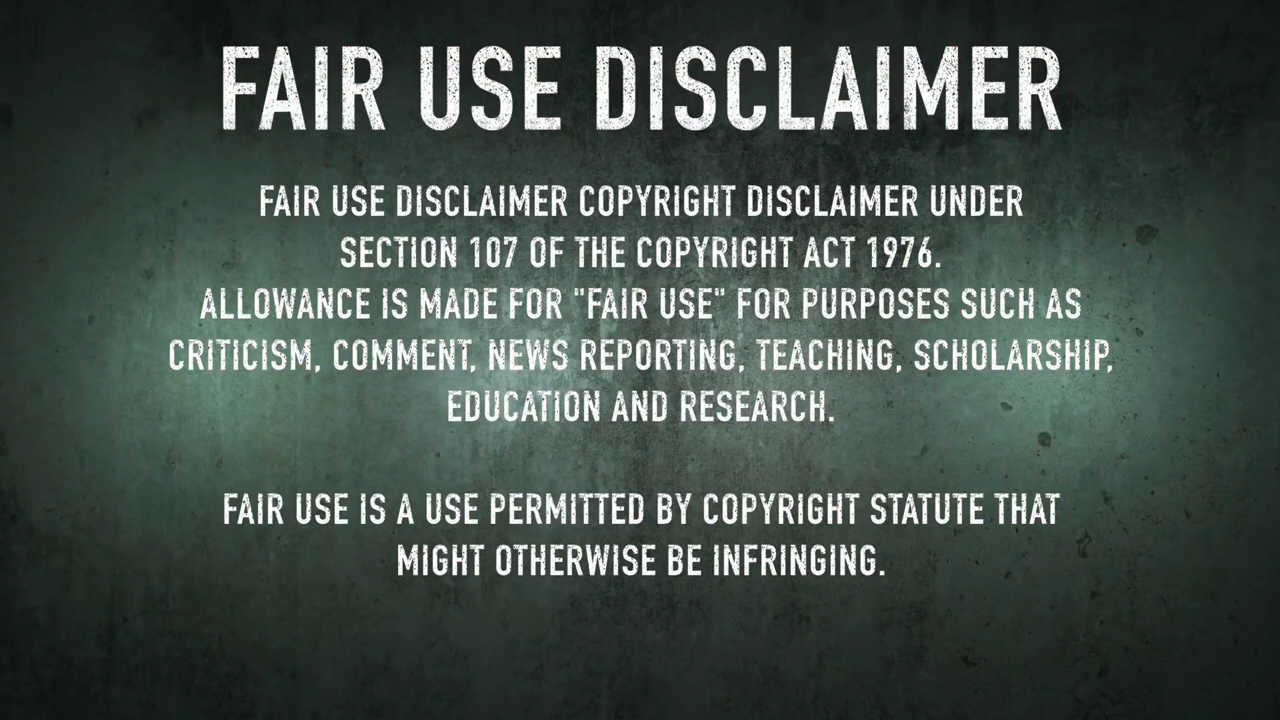 FAIR USE DISCLAIMER
FAIR USE DISCLAIMER COPYRIGHT DISCLAIMER UNDER
SECTION 107 OF THE COPYRIGHT ACT 1976.
ALLOWANCE IS MADE FOR "FAIR USE" FOR PURPOSES SUCH AS
CRITICISM, COMMENT, NEWS REPORTING, TEACHING, SCHOLARSHIP,
EDUCATION AND RESEARCH.
FAIR USE IS A USE PERMITTED BY COPYRIGHT STATUTE THAT
MIGHT OTHERWISE BE INFRINGING.